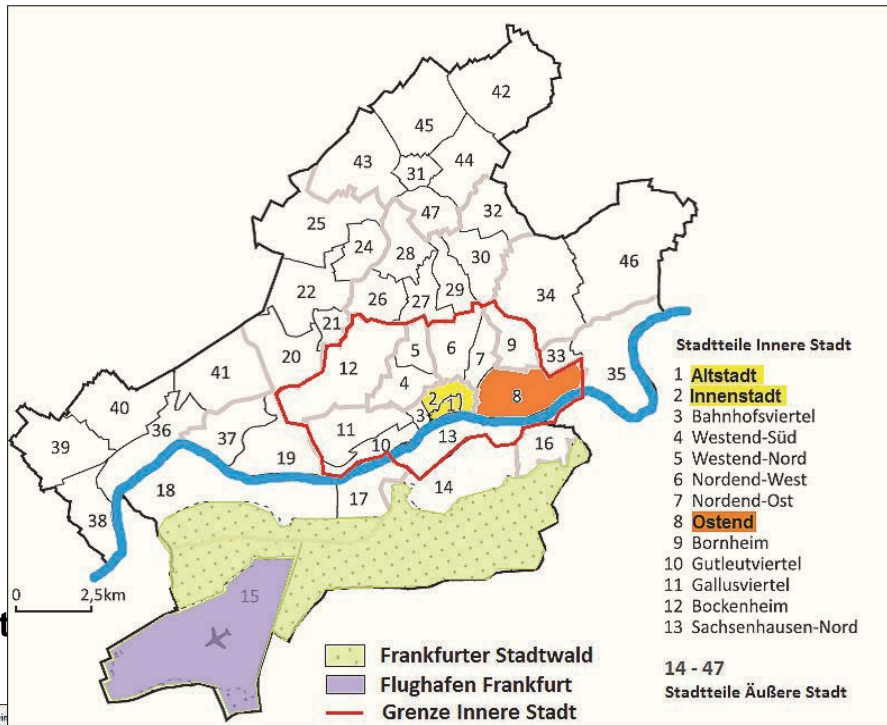 42
45
43
44
31
25
47
32
24
28
30
46
22
26
27
29
34
21
20
5
6
9
12
7
33
41
4
35
8
2
1
3
40
36
11
13
39
37
10
16
19
14
18
17
38
15
0 2,5km
t
Stadtteile Innere Stadt
1 Altstadt
2 Innenstadt
3 Bahnhofsviertel
4 Westend-Süd
5 Westend-Nord
6 Nordend-West
7 Nordend-Ost
8 Ostend
9 Bornheim
10 Gutleutviertel
11 Gallusviertel
12 Bockenheim
13 Sachsenhausen-Nord
14 - 47
Stadtteile Äußere Stadt
Frankfurter Stadtwald
Flughafen Frankfurt
Grenze Innere Stadt